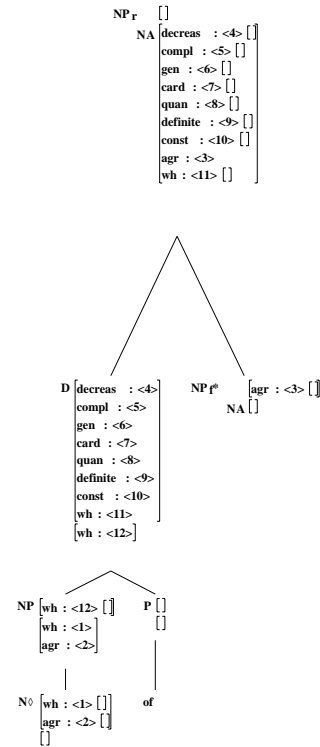 NP r []
NA [decreas : <4> []
compl : <5> []
gen : <6> []
card : <7> []
quan : <8> []
definite : <9> []
const : <10> []
agr : <3>
wh : <11> []]
D [decreas : <4>
compl : <5>
gen : <6>
card : <7>
quan : <8>
definite : <9>
const : <10>
wh : <11>]
[wh : <12>]
NP f* [agr : <3> []]
NA []
NP [wh : <12> []]
[wh : <1>
agr : <2>]
P []
[]
N◊ [wh : <1> []
agr : <2> []]
[]
of